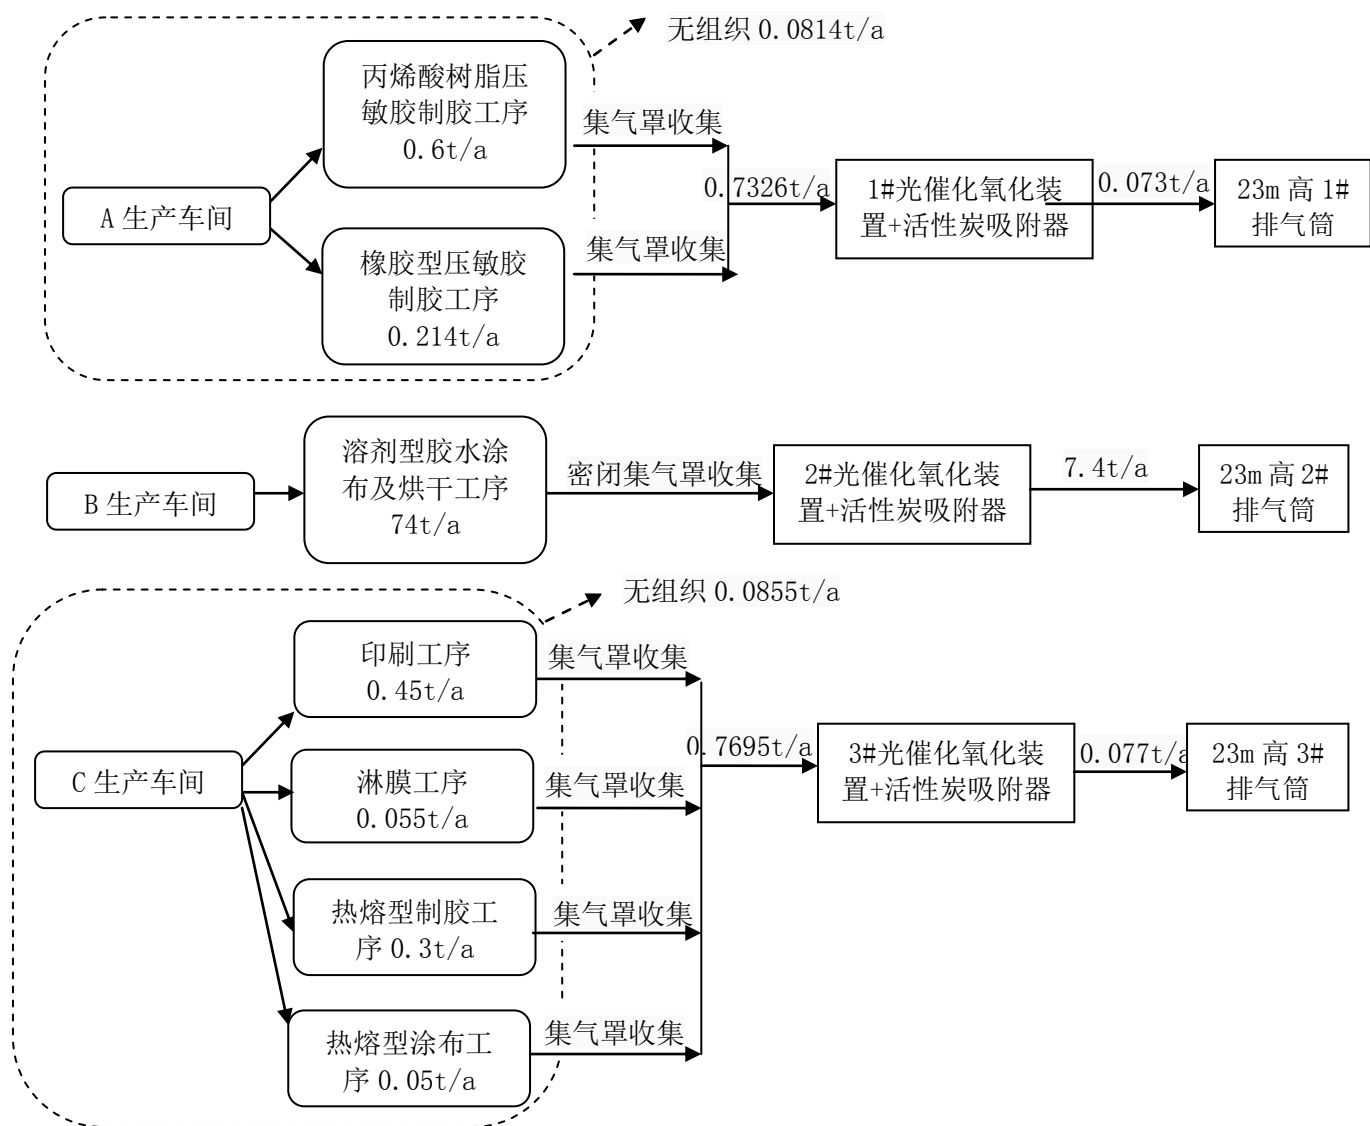 无组织 0.0814t/a
丙烯酸树脂压
敏胶制胶工序
0.6t/a
集气罩收集
A 生产车间
0.7326t/a
1#光催化氧化装
置+活性炭吸附器
0.073t/a
23m 高 1#
排气筒
橡胶型压敏胶
制胶工序
0.214t/a
集气罩收集
B 生产车间
溶剂型胶水涂
布及烘干工序
74t/a
密闭集气罩收集
2#光催化氧化装
置+活性炭吸附器
7.4t/a
23m 高 2#
排气筒
无组织 0.0855t/a
印刷工序
0.45t/a
集气罩收集
C 生产车间
淋膜工序
0.055t/a
集气罩收集
0.7695t/a
3#光催化氧化装
置+活性炭吸附器
0.077t/a
23m 高 3#
排气筒
热熔型制胶工
序 0.3t/a
集气罩收集
热熔型涂布工
序 0.05t/a
集气罩收集